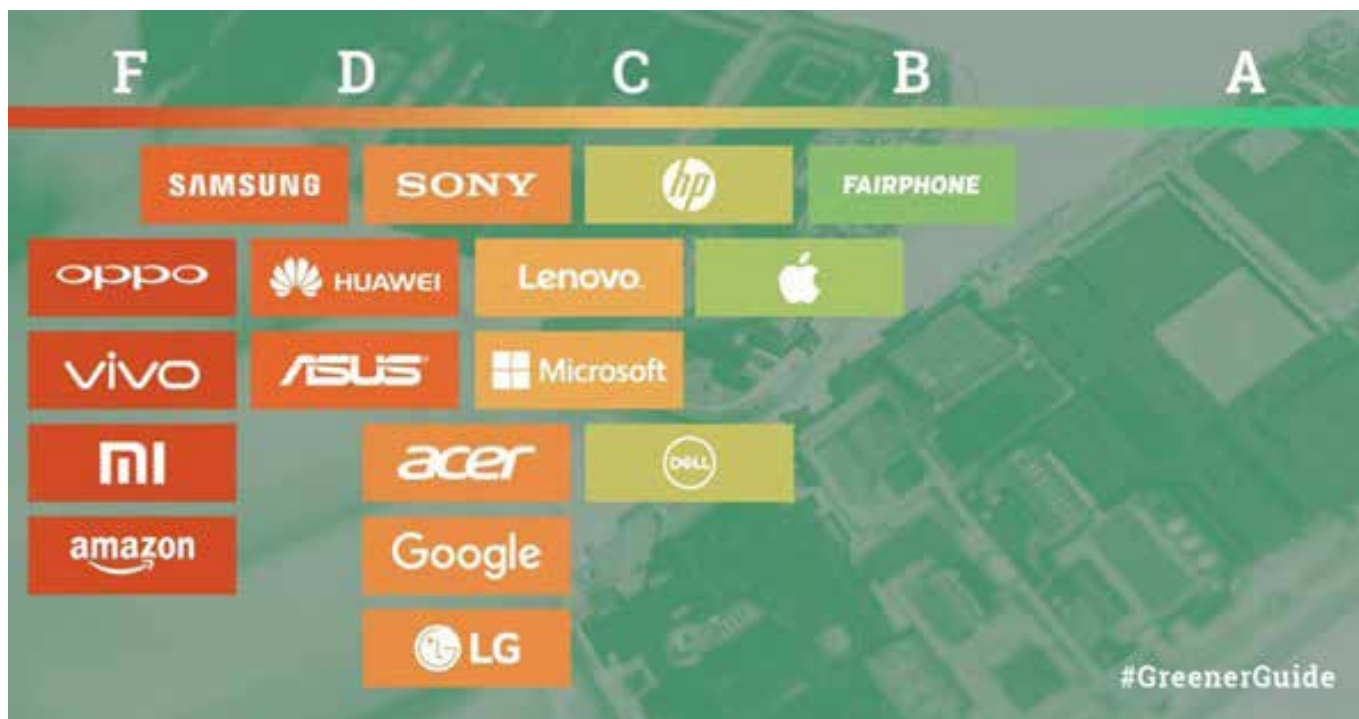 F D C B A
SAMSUNG SONY hp FAIRPHONE
oppo HUAWEI Lenovo.
vivo ASUS Microsoft
mi acer DELL
amazon Google
LG
#GreenerGuide